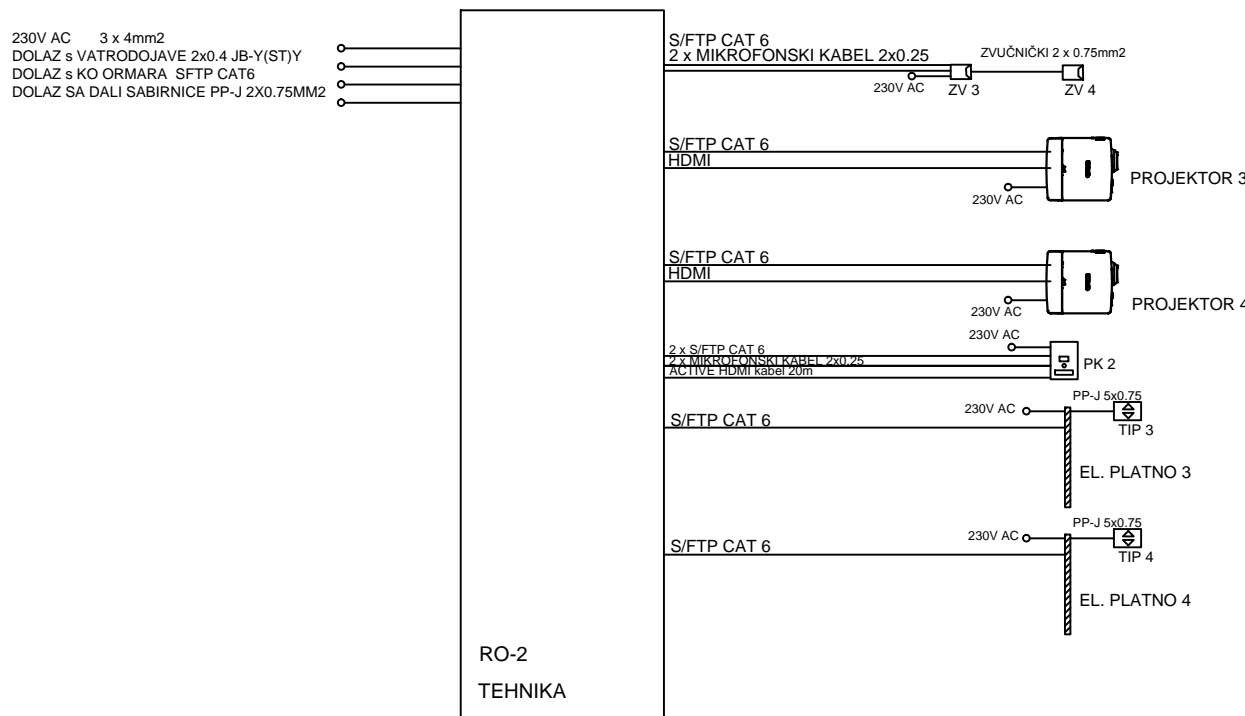 230V AC 3 x 4mm2
DOLAZ s VATRODOJAVE 2x0.4 JB-Y(ST)Y
DOLAZ s KO ORMARA SFTP CAT6
DOLAZ SA DALI SABIRNICE PP-J 2X0.75MM2
S/FTP CAT 6
2 x MIKROFONSKI KABEL 2x0.25
ZVUČNIČKI 2 x 0.75mm2
230V AC
ZV 3
ZV 4
S/FTP CAT 6
HDMI
230V AC
PROJEKTOR 3
S/FTP CAT 6
HDMI
230V AC
PROJEKTOR 4
230V AC
2 x S/FTP CAT 6
2 x MIKROFONSKI KABEL 2x0.25
ACTIVE HDMI kabel 20m
PK 2
PP-J 5x0.75
230V AC
S/FTP CAT 6
TIP 3
EL. PLATNO 3
PP-J 5x0.75
230V AC
S/FTP CAT 6
TIP 4
EL. PLATNO 4
RO-2
TEHNIKA